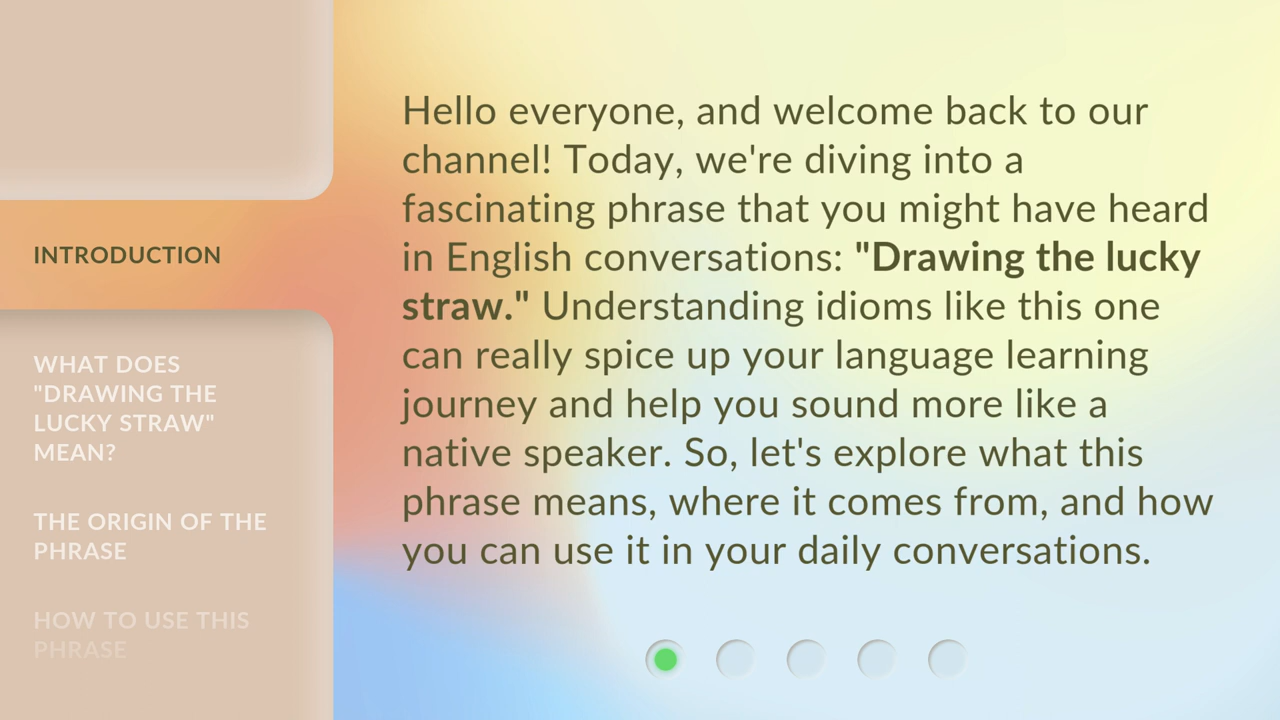 INTRODUCTION
WHAT DOES
"DRAWING THE
LUCKY STRAW"
MEAN?
THE ORIGIN OF THE
PHRASE
HOW TO USE THIS
PHRASE
Hello everyone, and welcome back to our
channel! Today, we're diving into a
fascinating phrase that you might have heard
in English conversations: "Drawing the lucky
straw." Understanding idioms like this one
can really spice up your language learning
journey and help you sound more like a
native speaker. So, let's explore what this
phrase means, where it comes from, and how
you can use it in your daily conversations.